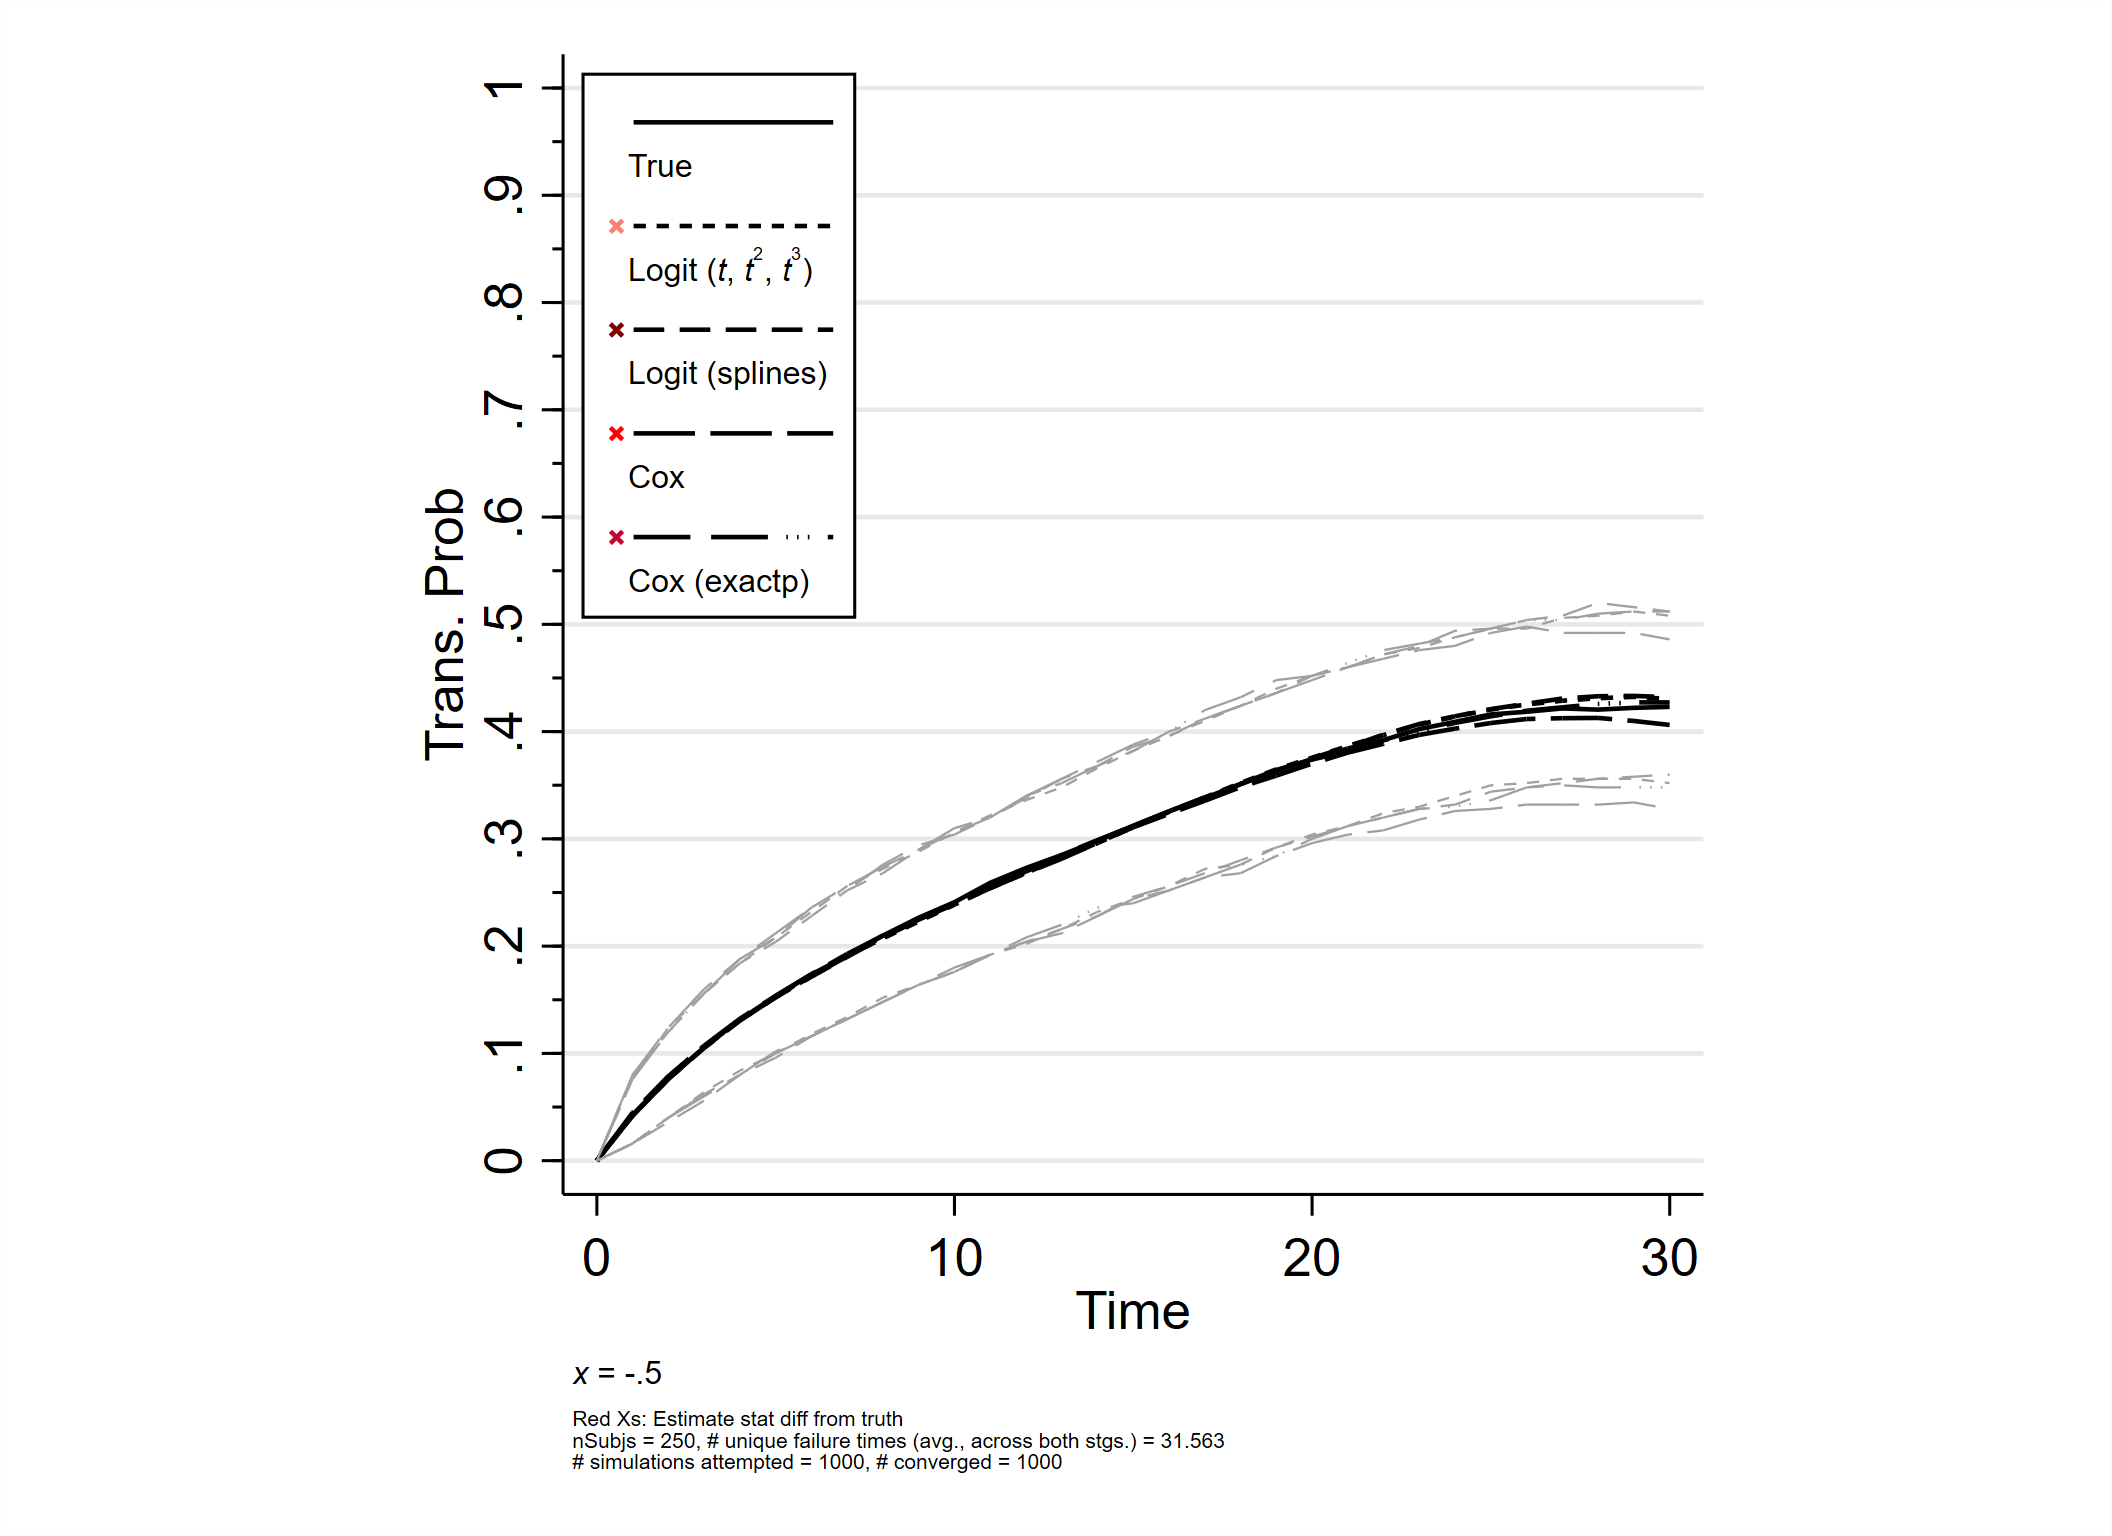 1
.9
.8
.7
.6
.5
.4
.3
.2
.1
0
Trans. Prob
True
Logit (t, t², t³)
Logit (splines)
Cox
Cox (exactp)
0 10 20 30
Time
x = -.5
Red Xs: Estimate stat diff from truth
nSubjs = 250, # unique failure times (avg., across both stgs.) = 31.563
# simulations attempted = 1000, # converged = 1000